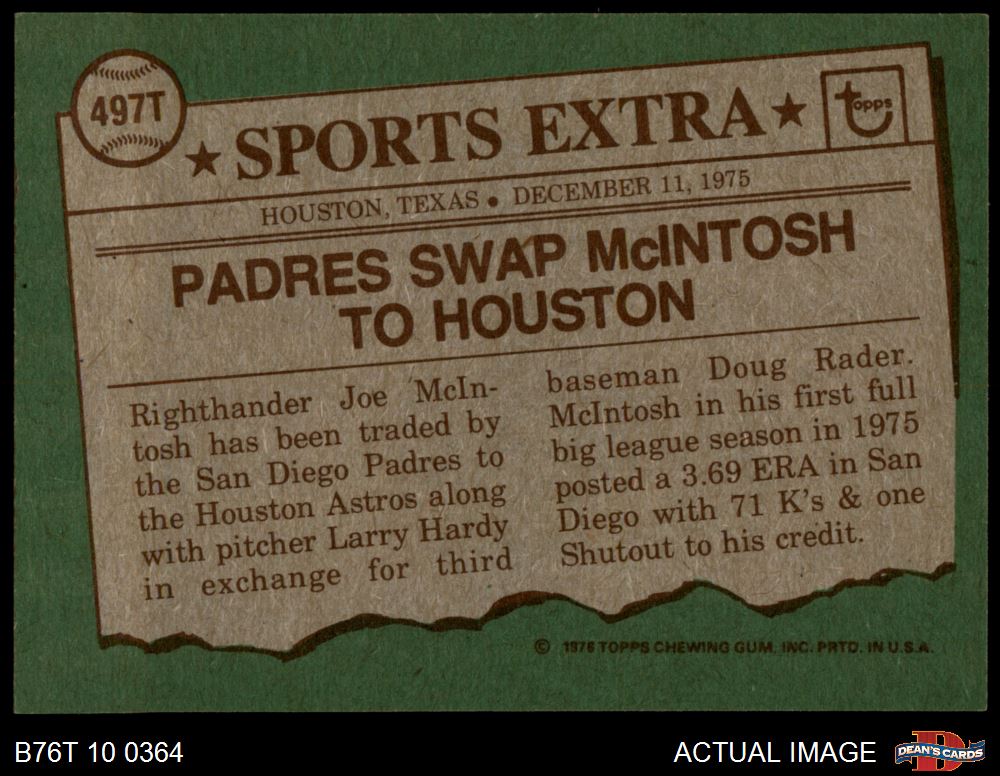 497T
★ SPORTS EXTRA ★
topps
HOUSTON, TEXAS • DECEMBER 11, 1975
PADRES SWAP McINTOSH
TO HOUSTON
Righthander Joe McIn-
tosh has been traded by
the San Diego Padres to
the Houston Astros along
with pitcher Larry Hardy
in exchange for third
baseman Doug Rader.
McIntosh in his first full
big league season in 1975
posted a 3.69 ERA in San
Diego with 71 K's & one
Shutout to his credit.
© 1976 TOPPS CHEWING GUM, INC. PRTD. IN U.S.A.
B76T 10 0364
ACTUAL IMAGE
D
DEAN'S CARDS